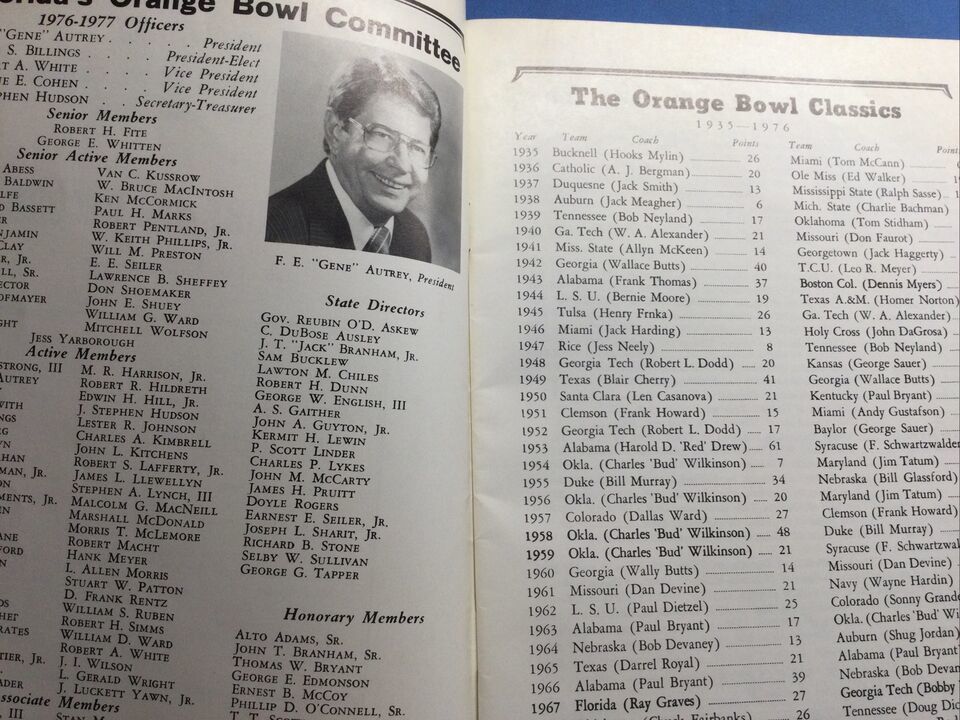 Orange Bowl Committee
1976-1977 Officers
"GENE" AUTREY . . . . . President
S. BILLINGS . . . . President-Elect
A. WHITE . . . . Vice President
E. COHEN . . . . Vice President
HUDSON . . Secretary-Treasurer
Senior Members
ROBERT H. FITE
GEORGE E. WHITTEN
Senior Active Members
ABESS
BALDWIN
BASSETT
CLAY
VAN C. KUSSROW
W. BRUCE MACINTOSH
KEN MCCORMICK
PAUL H. MARKS
ROBERT PENTLAND, JR.
W. KEITH PHILLIPS, JR.
WILL M. PRESTON
E. E. SEILER
LAWRENCE B. SHEFFEY
DON SHOEMAKER
JOHN E. SHUEY
WILLIAM G. WARD
MITCHELL WOLFSON
JESS YARBOROUGH
Active Members
AUTREY
M. R. HARRISON, JR.
ROBERT R. HILDRETH
EDWIN H. HILL, JR.
J. STEPHEN HUDSON
LESTER R. JOHNSON
CHARLES A. KIMBRELL
JOHN L. KITCHENS
ROBERT S. LAFFERTY, JR.
JAMES L. LLEWELLYN
STEPHEN A. LYNCH, III
MALCOLM G. MACNEILL
MARSHALL MCDONALD
MORRIS T. MCLEMORE
ROBERT MACHT
HANK MEYER
L. ALLEN MORRIS
STUART W. PATTON
D. FRANK RENTZ
WILLIAM S. RUBEN
ROBERT H. SIMMS
WILLIAM D. WARD
ROBERT A. WHITE
J. I. WILSON
L. GERALD WRIGHT
J. LUCKETT YAWN, JR.
Associate Members
F. E. "GENE" AUTREY, President
State Directors
GOV. REUBIN O'D. ASKEW
C. DUBOSE AUSLEY
J. T. "JACK" BRANHAM, JR.
SAM BUCKLEW
LAWTON M. CHILES
ROBERT H. DUNN
GEORGE W. ENGLISH, III
A. S. GAITHER
JOHN A. GUYTON, JR.
KERMIT H. LEWIN
P. SCOTT LINDER
CHARLES P. LYKES
JOHN M. MCCARTY
JAMES H. PRUITT
DOYLE ROGERS
EARNEST E. SEILER, JR.
JOSEPH L. SHARIT, JR.
RICHARD B. STONE
SELBY W. SULLIVAN
GEORGE G. TAPPER
Honorary Members
ALTO ADAMS, SR.
JOHN T. BRANHAM, SR.
THOMAS W. BRYANT
GEORGE E. EDMONSON
ERNEST B. MCCOY
PHILLIP D. O'CONNELL, SR.
The Orange Bowl Classics
1935—1976
Year Team Coach Points Team Coach
1935 Bucknell (Hooks Mylin) 26 Miami (Tom McCann)
1936 Catholic (A. J. Bergman) 20 Ole Miss (Ed Walker)
1937 Duquesne (Jack Smith) 13 Mississippi State (Ralph Sasse)
1938 Auburn (Jack Meagher) 6 Mich. State (Charlie Bachman)
1939 Tennessee (Bob Neyland) 17 Oklahoma (Tom Stidham)
1940 Ga. Tech (W. A. Alexander) 21 Missouri (Don Faurot)
1941 Miss. State (Allyn McKeen) 14 Georgetown (Jack Haggerty)
1942 Georgia (Wallace Butts) 40 T.C.U. (Leo R. Meyer)
1943 Alabama (Frank Thomas) 37 Boston Col. (Dennis Myers)
1944 L. S. U. (Bernie Moore) 19 Texas A.&M. (Homer Norton)
1945 Tulsa (Henry Frnka) 26 Ga. Tech (W. A. Alexander)
1946 Miami (Jack Harding) 13 Holy Cross (John DaGrosa)
1947 Rice (Jess Neely) 8 Tennessee (Bob Neyland)
1948 Georgia Tech (Robert L. Dodd) 20 Kansas (George Sauer)
1949 Texas (Blair Cherry) 41 Georgia (Wallace Butts)
1950 Santa Clara (Len Casanova) 21 Kentucky (Paul Bryant)
1951 Clemson (Frank Howard) 15 Miami (Andy Gustafson)
1952 Georgia Tech (Robert L. Dodd) 17 Baylor (George Sauer)
1953 Alabama (Harold D. 'Red' Drew) 61 Syracuse (F. Schwartzwalder
1954 Okla. (Charles 'Bud' Wilkinson) 7 Maryland (Jim Tatum)
1955 Duke (Bill Murray) 34 Nebraska (Bill Glassford)
1956 Okla. (Charles 'Bud' Wilkinson) 20 Maryland (Jim Tatum)
1957 Colorado (Dallas Ward) 27 Clemson (Frank Howard)
1958 Okla. (Charles 'Bud' Wilkinson) 48 Duke (Bill Murray)
1959 Okla. (Charles 'Bud' Wilkinson) 21 Syracuse (F. Schwartzwa
1960 Georgia (Wally Butts) 14 Missouri (Dan Devine)
1961 Missouri (Dan Devine) 21 Navy (Wayne Hardin)
1962 L. S. U. (Paul Dietzel) 25 Colorado (Sonny Grande
1963 Alabama (Paul Bryant) 17 Okla. (Charles 'Bud' Wi
1964 Nebraska (Bob Devaney) 13 Auburn (Shug Jordan)
1965 Texas (Darrel Royal) 21 Alabama (Paul Bryant
1966 Alabama (Paul Bryant) 39 Nebraska (Bob Devan
1967 Florida (Ray Graves) 27 Georgia Tech (Bobby
(Chuck Fairbanks) 26 Tennessee (Doug Dic